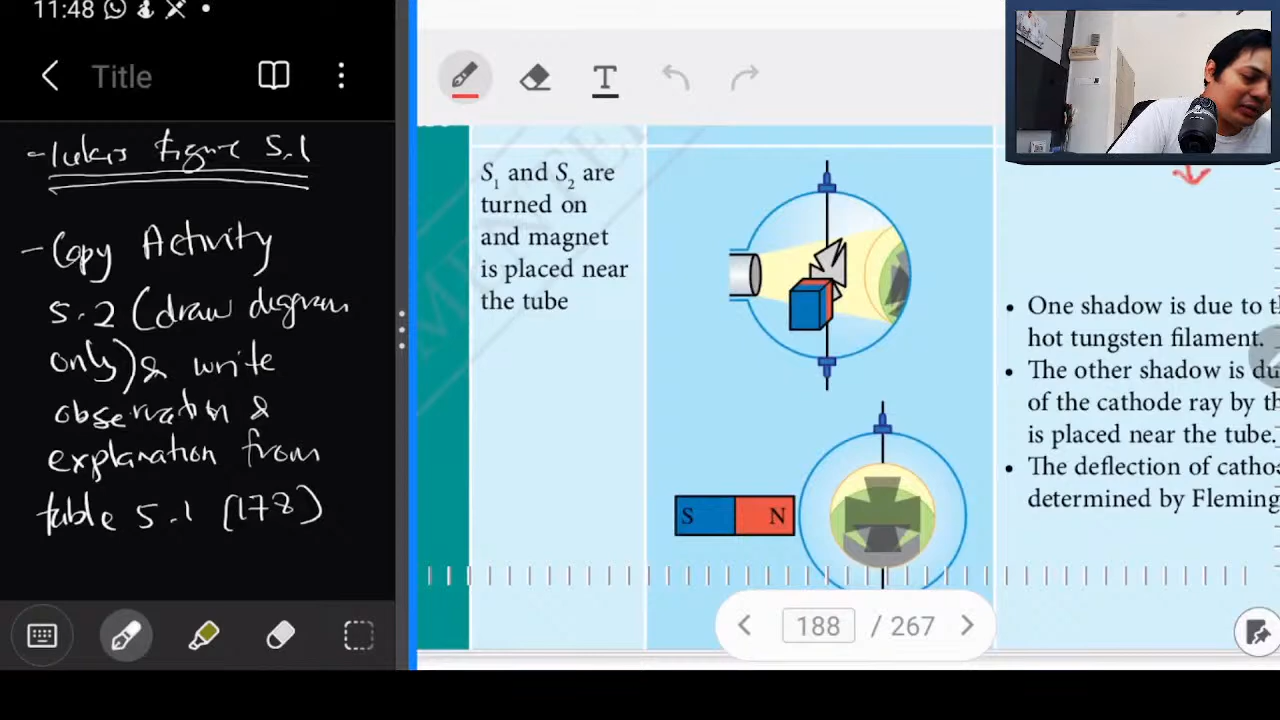 11:48
Title
- lukis figure 5.1
- Copy Activity
5.2 (draw diagram
only) & write
observation &
explanation from
table 5.1 (178)
S1 and S2 are
turned on
and magnet
is placed near
the tube
S N
• One shadow is due to th
hot tungsten filament.
• The other shadow is du
of the cathode ray by th
is placed near the tube.
• The deflection of catho
determined by Fleming
188 / 267